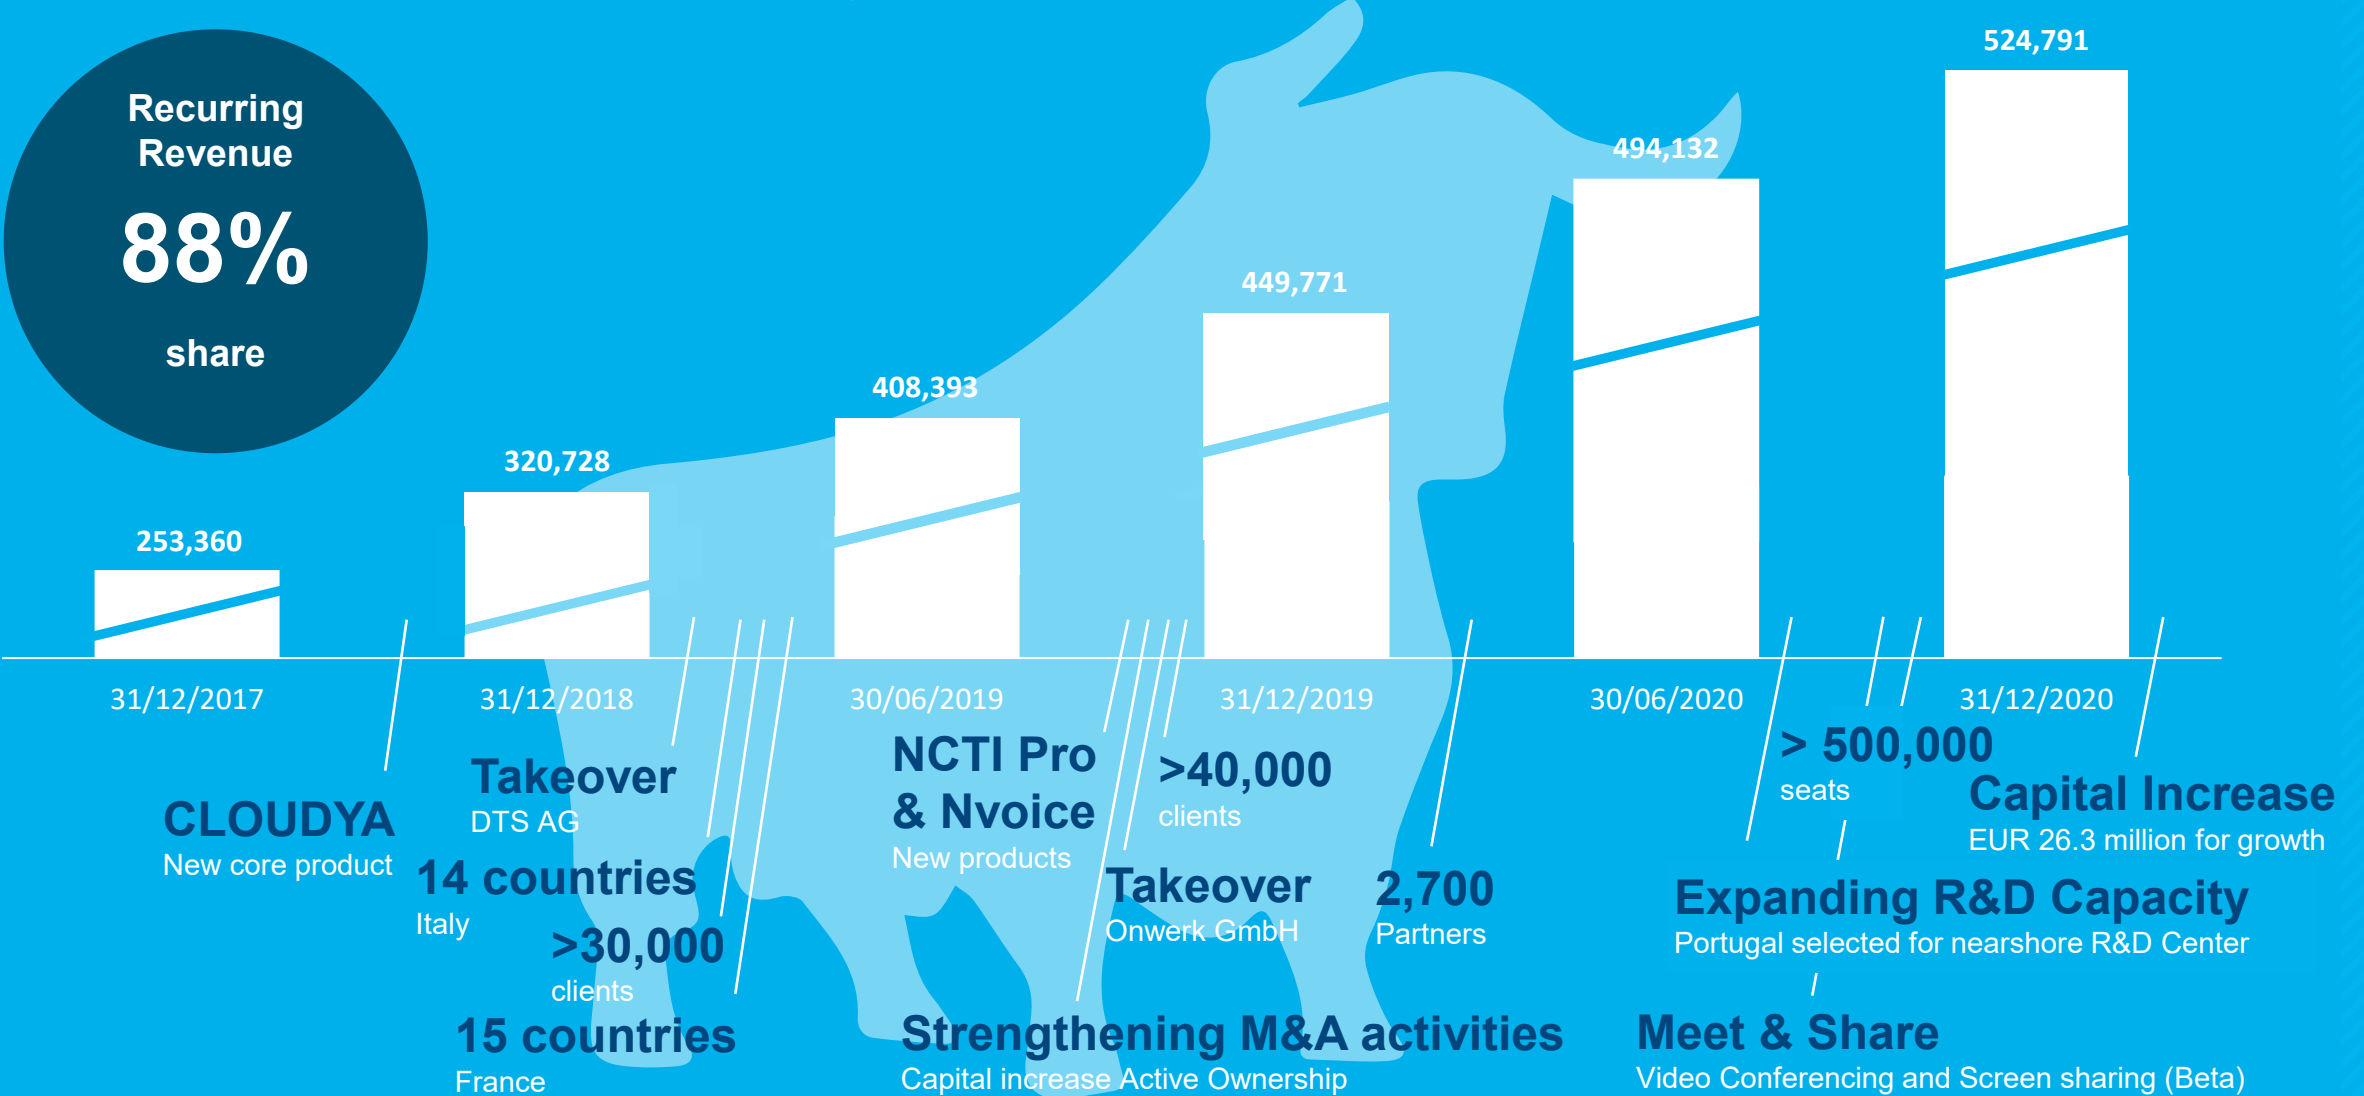 Recurring
Revenue
88%
share
253,360
320,728
408,393
449,771
494,132
524,791
31/12/2017
31/12/2018
30/06/2019
31/12/2019
30/06/2020
31/12/2020
CLOUDYA
New core product
Takeover
DTS AG
14 countries
Italy
>30,000
clients
15 countries
France
NCTI Pro
& Nvoice
New products
>40,000
clients
Takeover
Onwerk GmbH
Strengthening M&A activities
Capital increase Active Ownership
2,700
Partners
> 500,000
seats
Capital Increase
EUR 26.3 million for growth
Expanding R&D Capacity
Portugal selected for nearshore R&D Center
Meet & Share
Video Conferencing and Screen sharing (Beta)